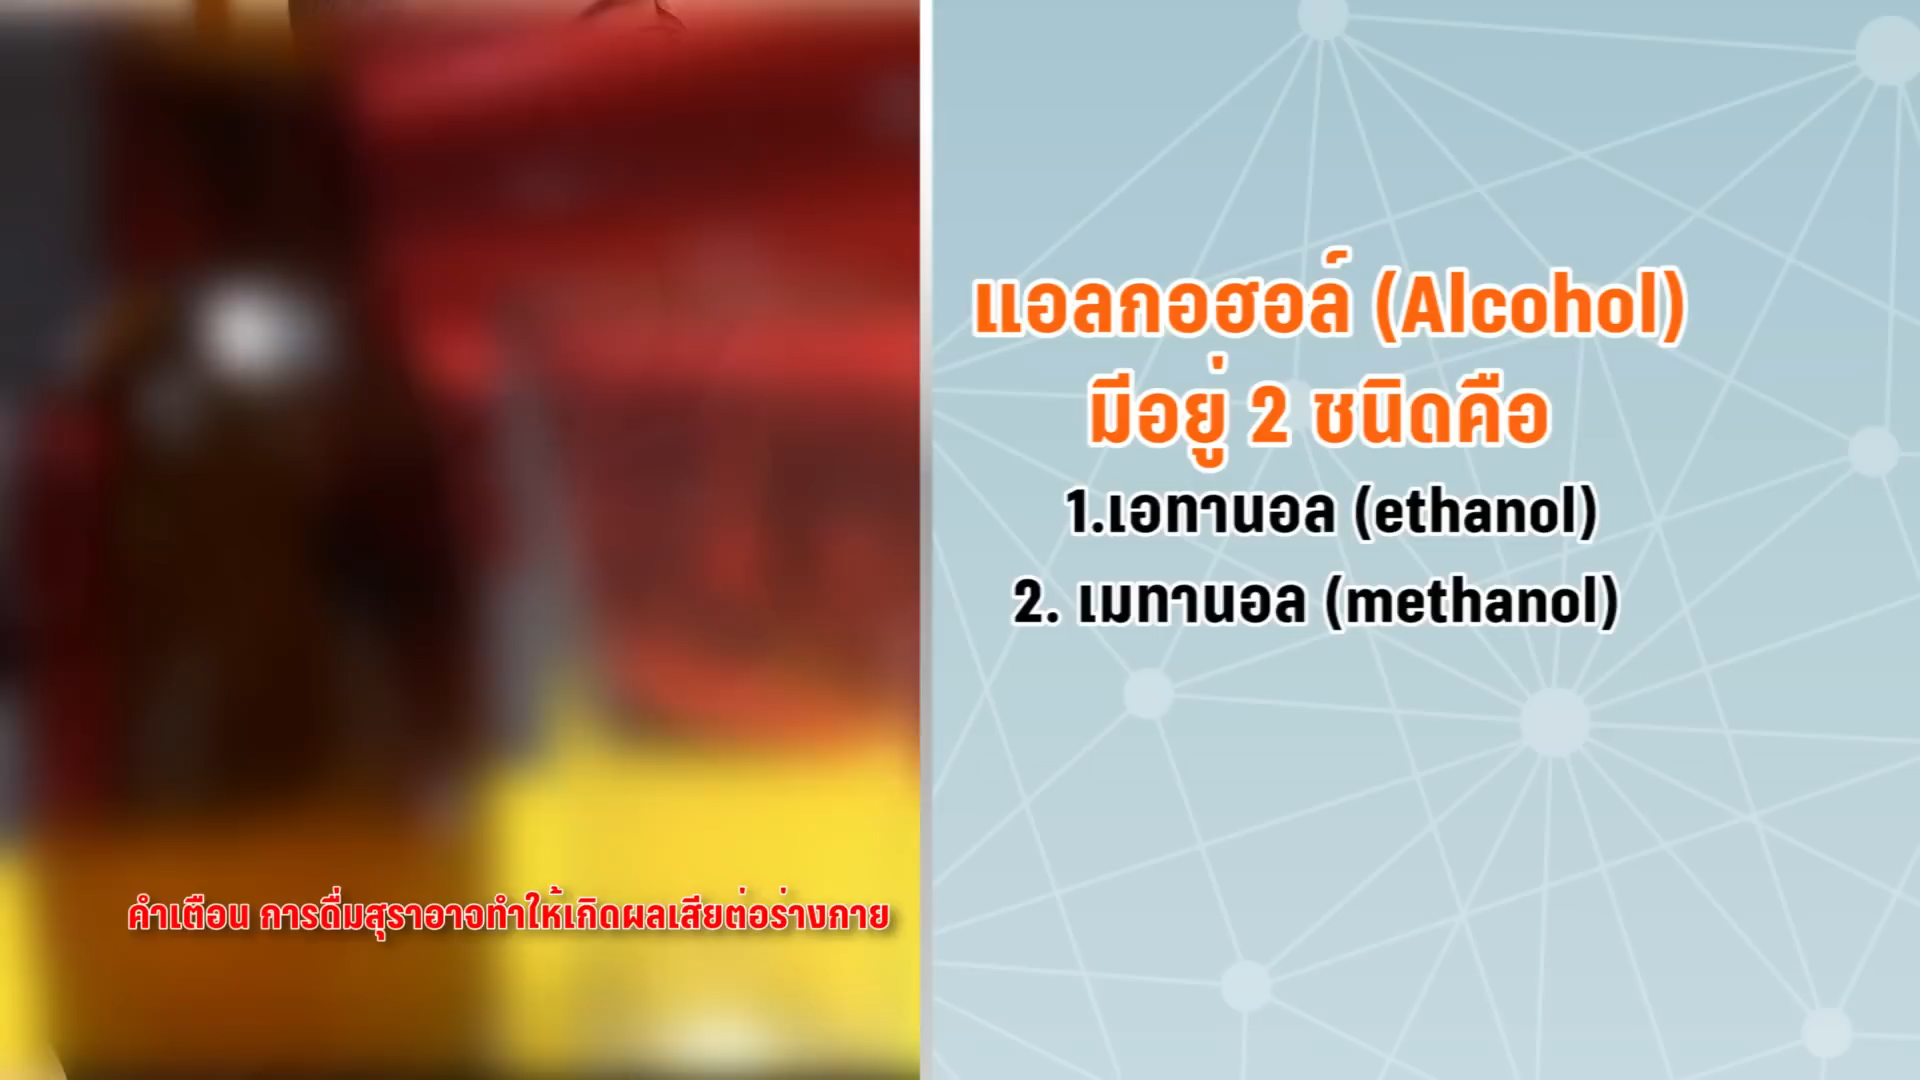 แอลกอฮอล์ (Alcohol)
มีอยู่ 2 ชนิดคือ
1.เอทานอล (ethanol)
2. เมทานอล (methanol)
คำเตือน การดื่มสุราอาจทำให้เกิดผลเสียต่อร่างกาย